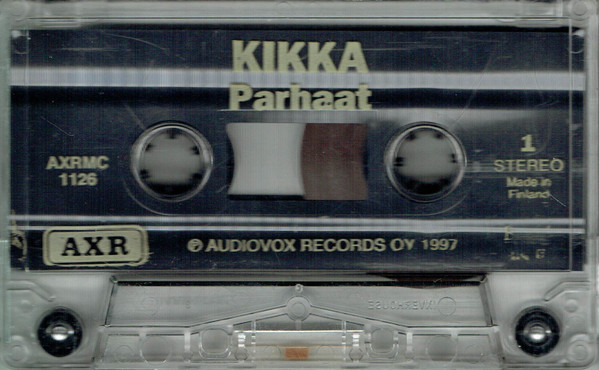 KIKKA
Parhaat
AXRMC
1126
1
STEREO
Made in
Finland
AXR
℗ AUDIOVOX RECORDS OY 1997